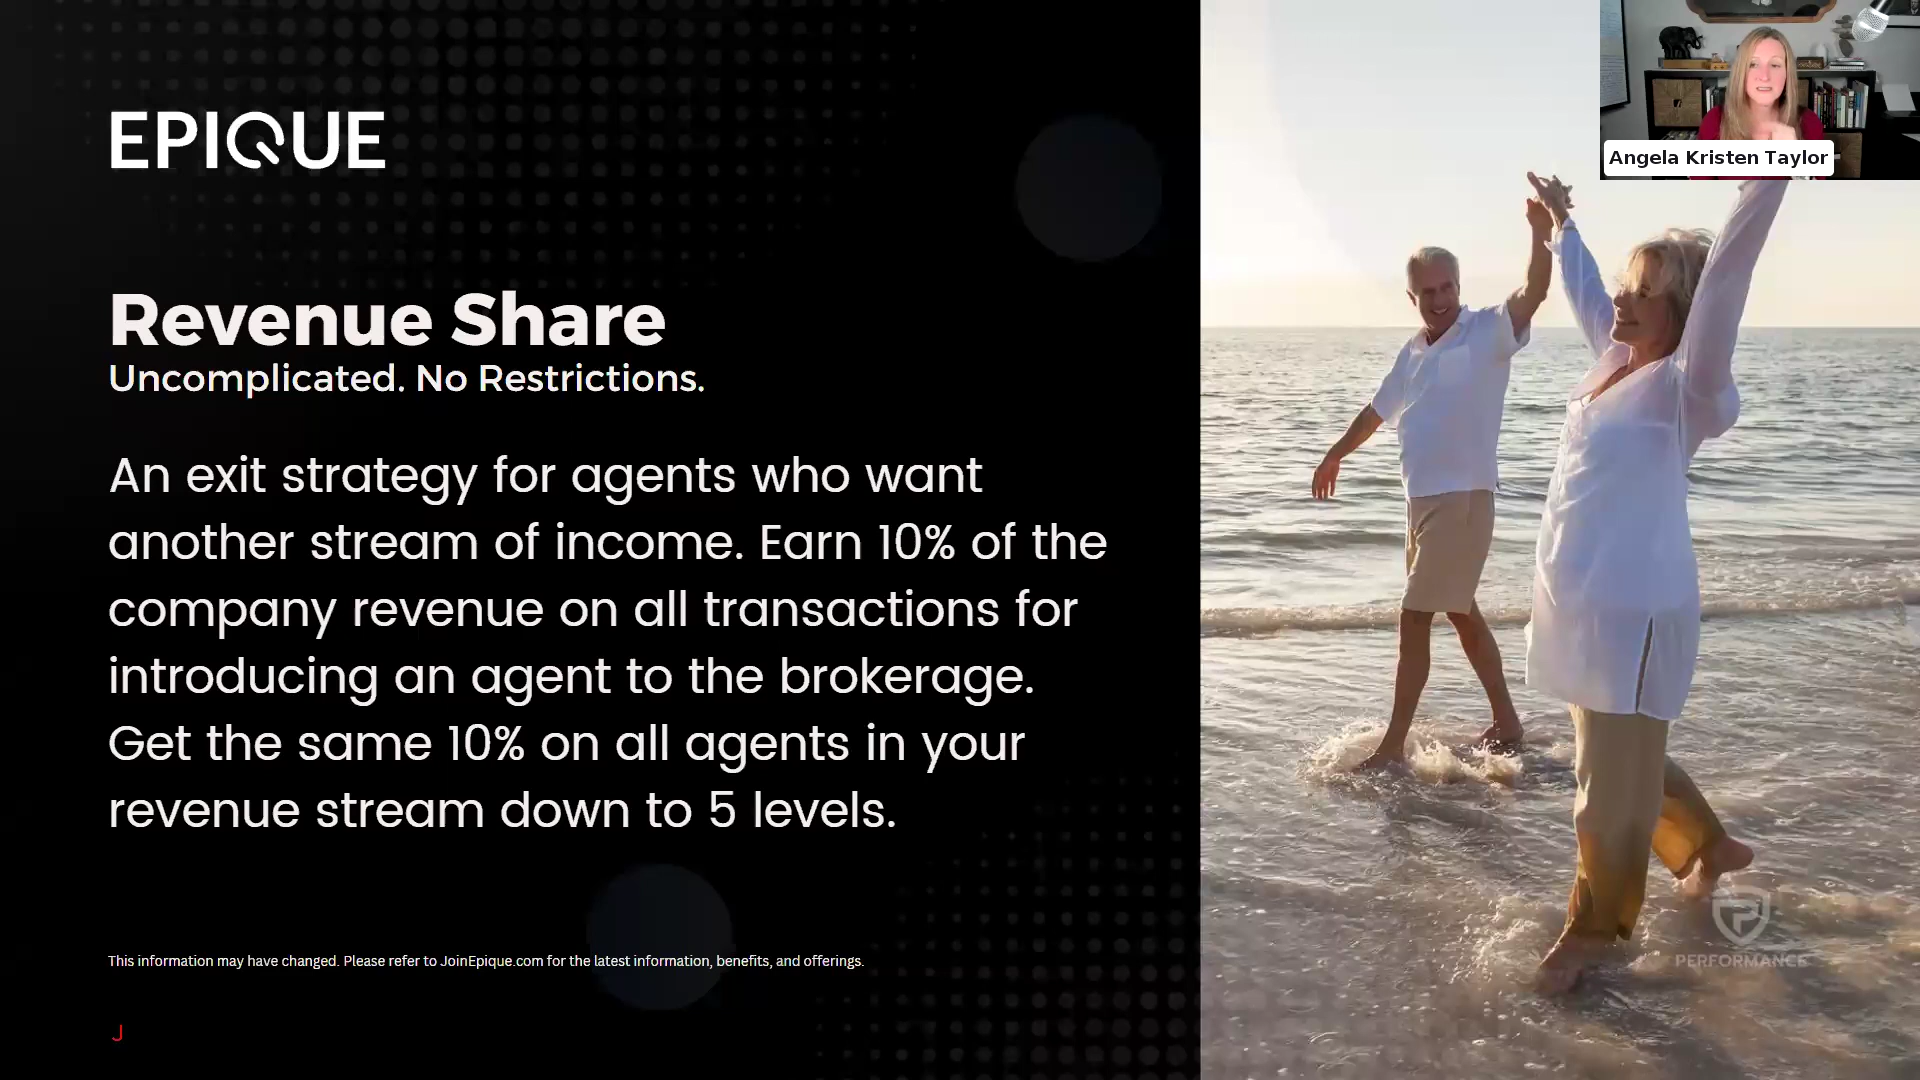 EPIQUE
Angela Kristen Taylor
Revenue Share
Uncomplicated. No Restrictions.
An exit strategy for agents who want
another stream of income. Earn 10% of the
company revenue on all transactions for
introducing an agent to the brokerage.
Get the same 10% on all agents in your
revenue stream down to 5 levels.
PERFORMANCE
This information may have changed. Please refer to JoinEpique.com for the latest information, benefits, and offerings.
J